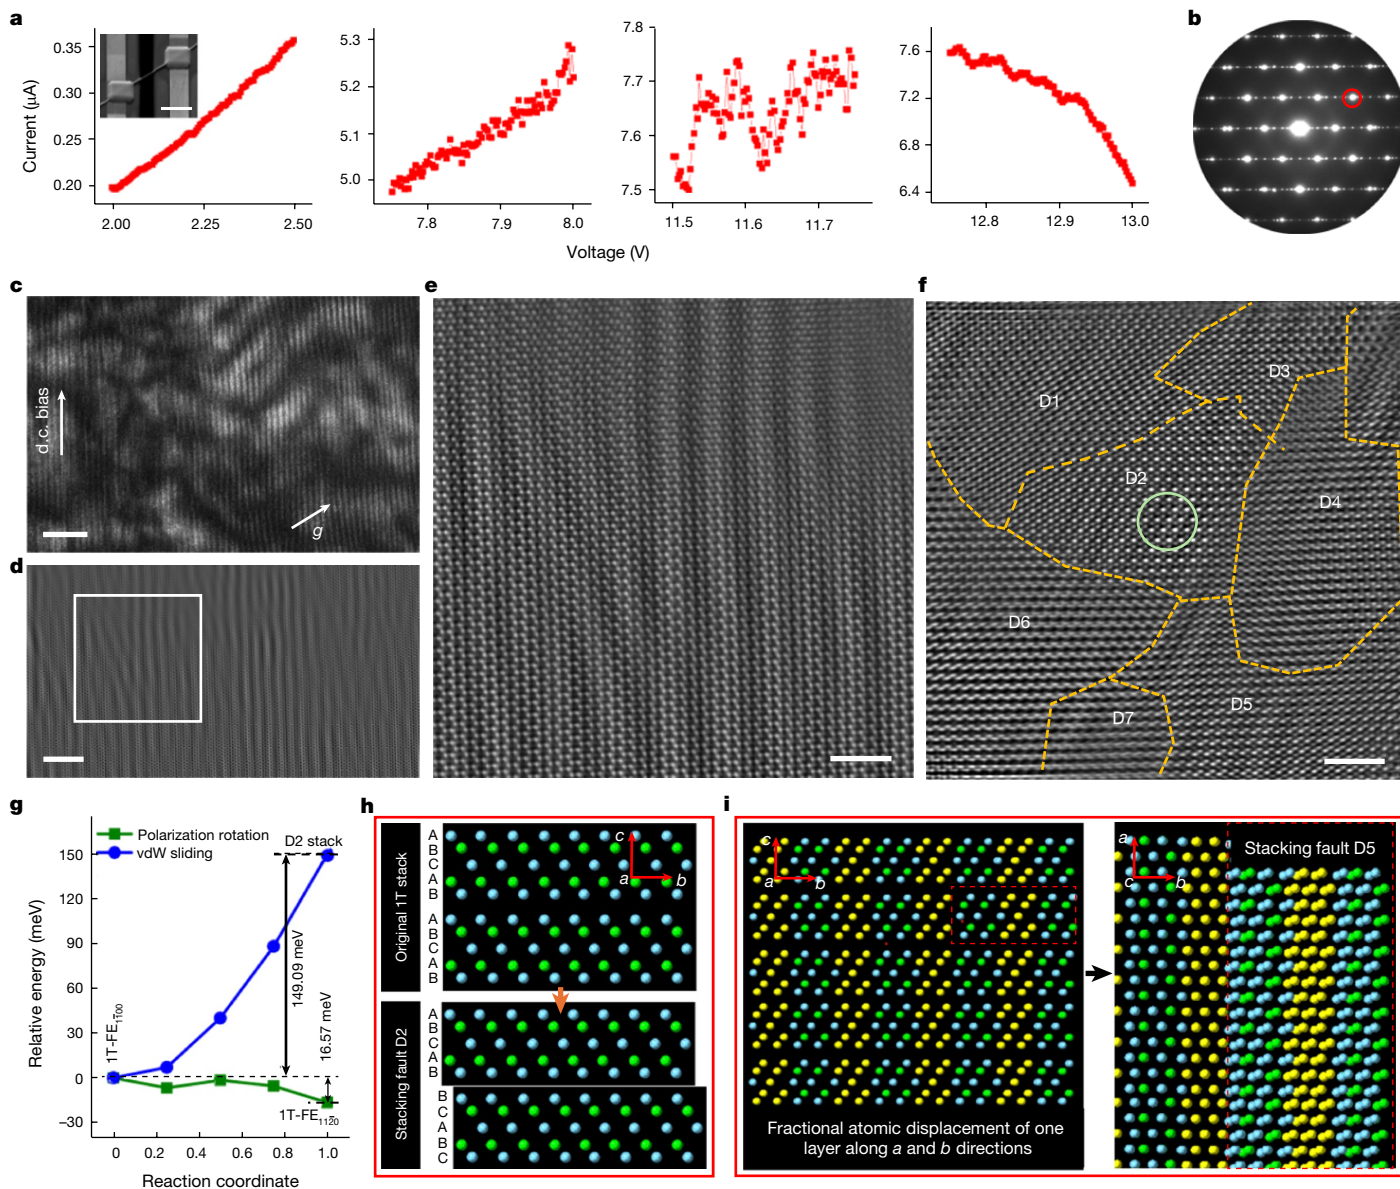 a
b
Current (µA)
0.35
0.30
0.25
0.20
2.00
2.25
2.50
5.3
5.2
5.1
5.0
7.8
7.9
8.0
7.8
7.7
7.6
7.5
11.5
11.6
11.7
7.6
7.2
6.8
6.4
12.8
12.9
13.0
Voltage (V)
c
d.c. bias
g
d
e
f
D1
D2
D3
D4
D5
D6
D7
g
Relative energy (meV)
150
120
90
60
30
0
−30
Polarization rotation
vdW sliding
D2 stack
149.09 meV
16.57 meV
1T-FE11̄00
1T-FE112̄0
0
0.2
0.4
0.6
0.8
1.0
Reaction coordinate
h
Original 1T stack
A
B
C
A
B
A
B
C
A
B
c
a
b
Stacking fault D2
A
B
C
A
B
B
C
A
B
C
i
c
a
b
Fractional atomic displacement of one
layer along a and b directions
a
c
b
Stacking fault D5